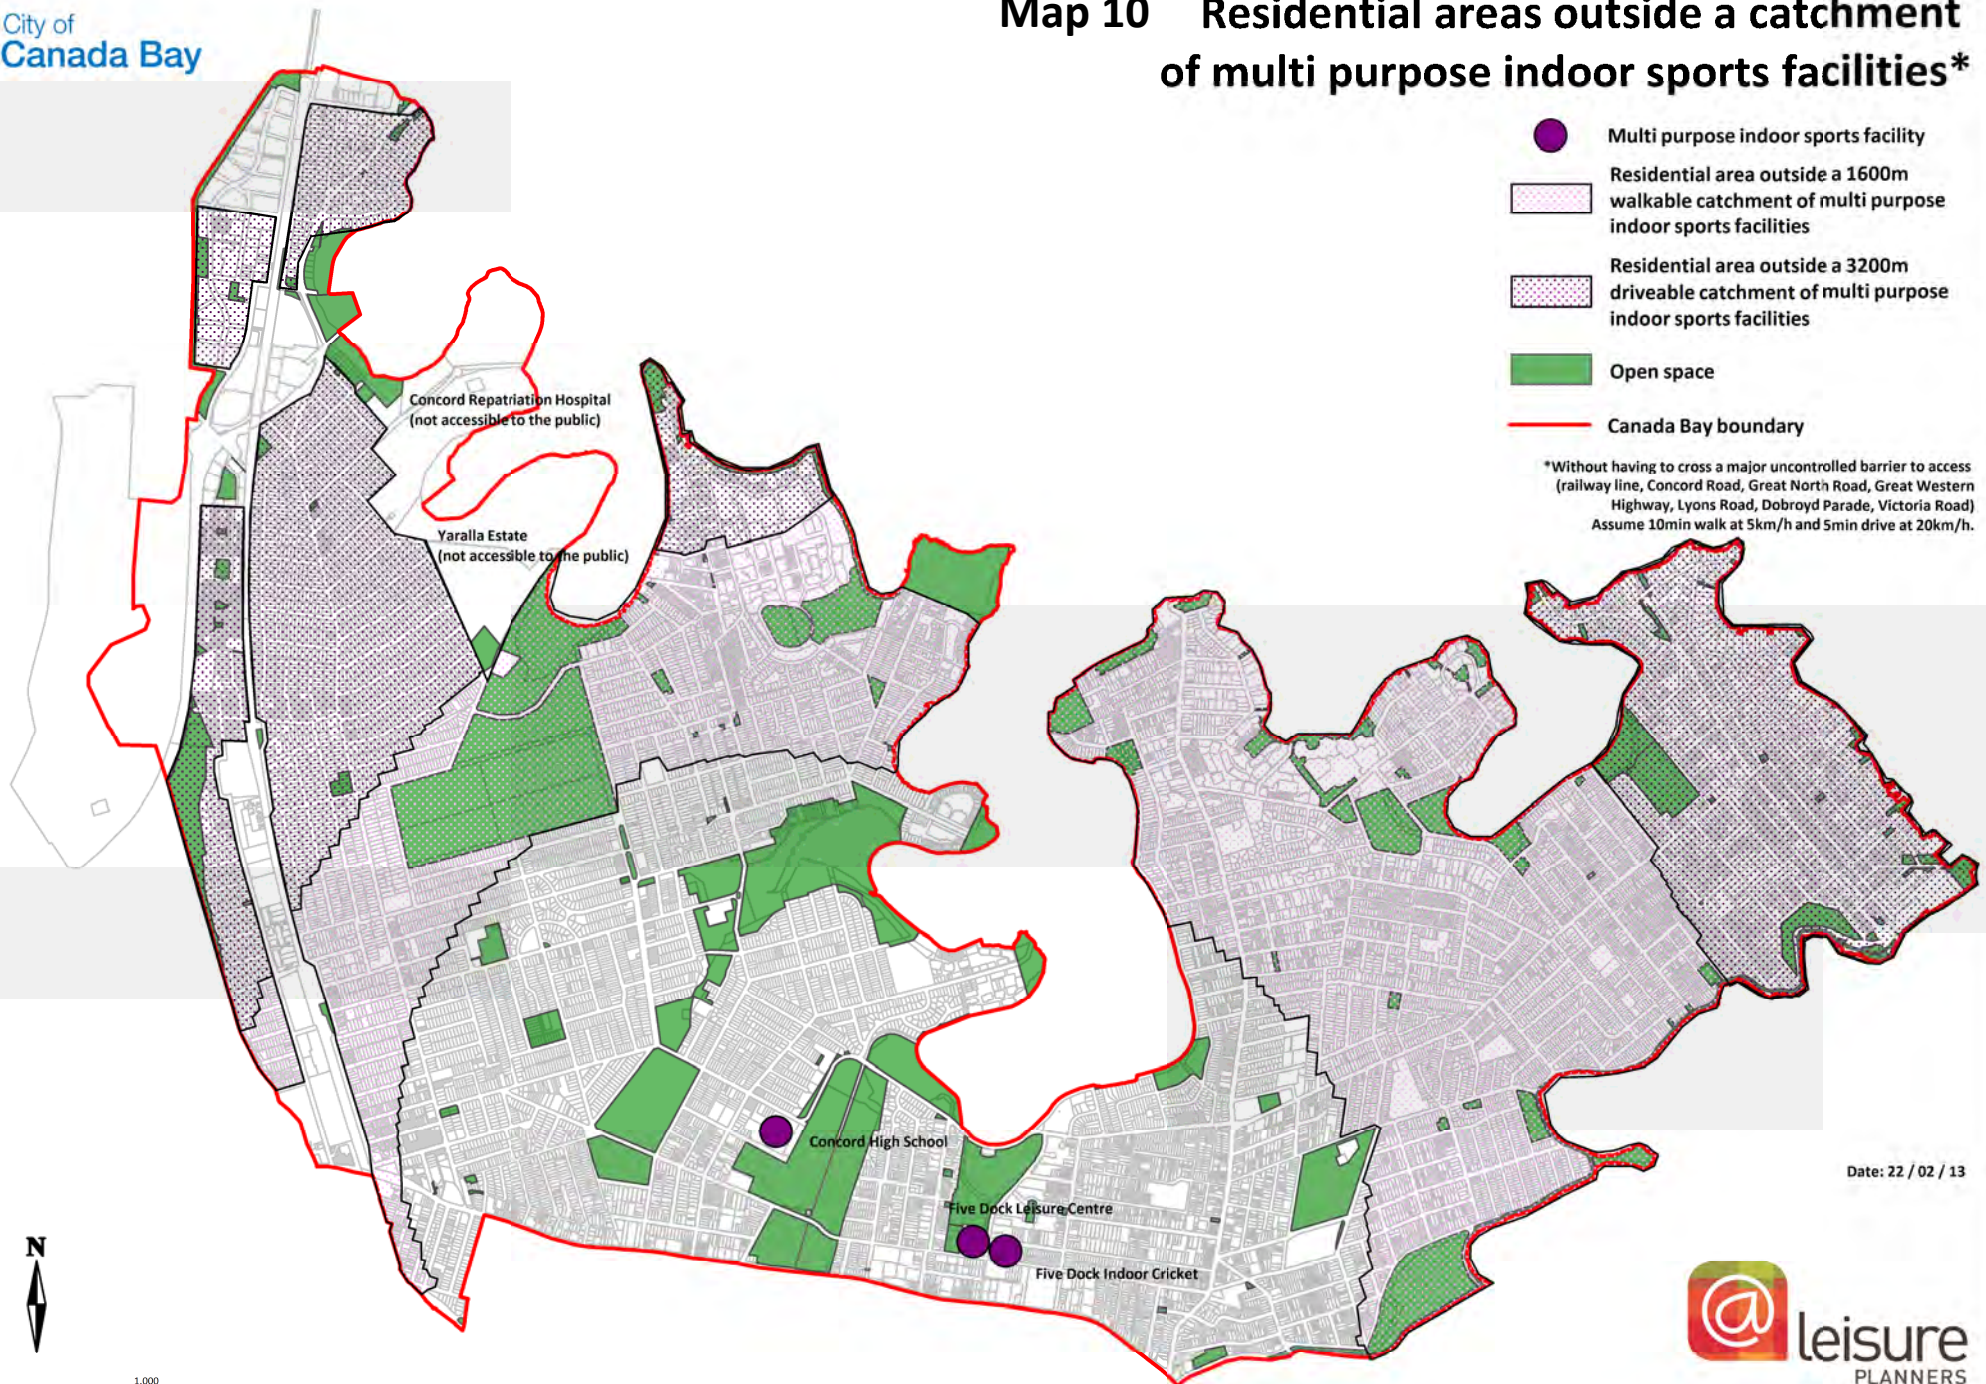 City of
Canada Bay
Map 10 Residential areas outside a catchment
of multi purpose indoor sports facilities*
Multi purpose indoor sports facility
Residential area outside a 1600m
walkable catchment of multi purpose
indoor sports facilities
Residential area outside a 3200m
driveable catchment of multi purpose
indoor sports facilities
Open space
Canada Bay boundary
*Without having to cross a major uncontrolled barrier to access
(railway line, Concord Road, Great North Road, Great Western
Highway, Lyons Road, Dobroyd Parade, Victoria Road)
Assume 10min walk at 5km/h and 5min drive at 20km/h.
Concord Repatriation Hospital
(not accessible to the public)
Yaralla Estate
(not accessible to the public)
Concord High School
Five Dock Leisure Centre
Five Dock Indoor Cricket
Date: 22 / 02 / 13
N
1,000
@leisure
PLANNERS